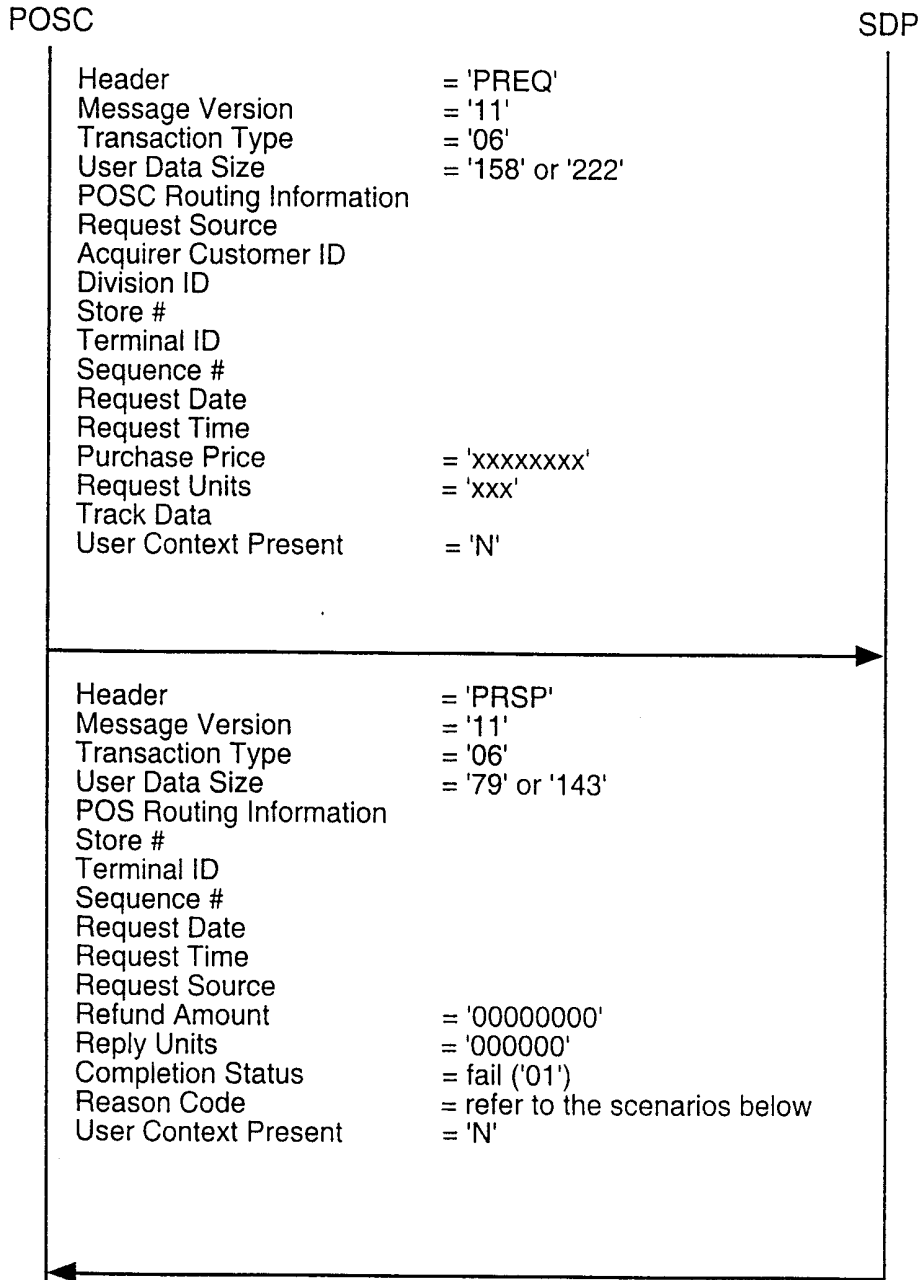 POSC SDP
Header = 'PREQ'
Message Version = '11'
Transaction Type = '06'
User Data Size = '158' or '222'
POSC Routing Information
Request Source
Acquirer Customer ID
Division ID
Store #
Terminal ID
Sequence #
Request Date
Request Time
Purchase Price = 'xxxxxxxx'
Request Units = 'xxx'
Track Data
User Context Present = 'N'
Header = 'PRSP'
Message Version = '11'
Transaction Type = '06'
User Data Size = '79' or '143'
POS Routing Information
Store #
Terminal ID
Sequence #
Request Date
Request Time
Request Source
Refund Amount = '00000000'
Reply Units = '000000'
Completion Status = fail ('01')
Reason Code = refer to the scenarios below
User Context Present = 'N'